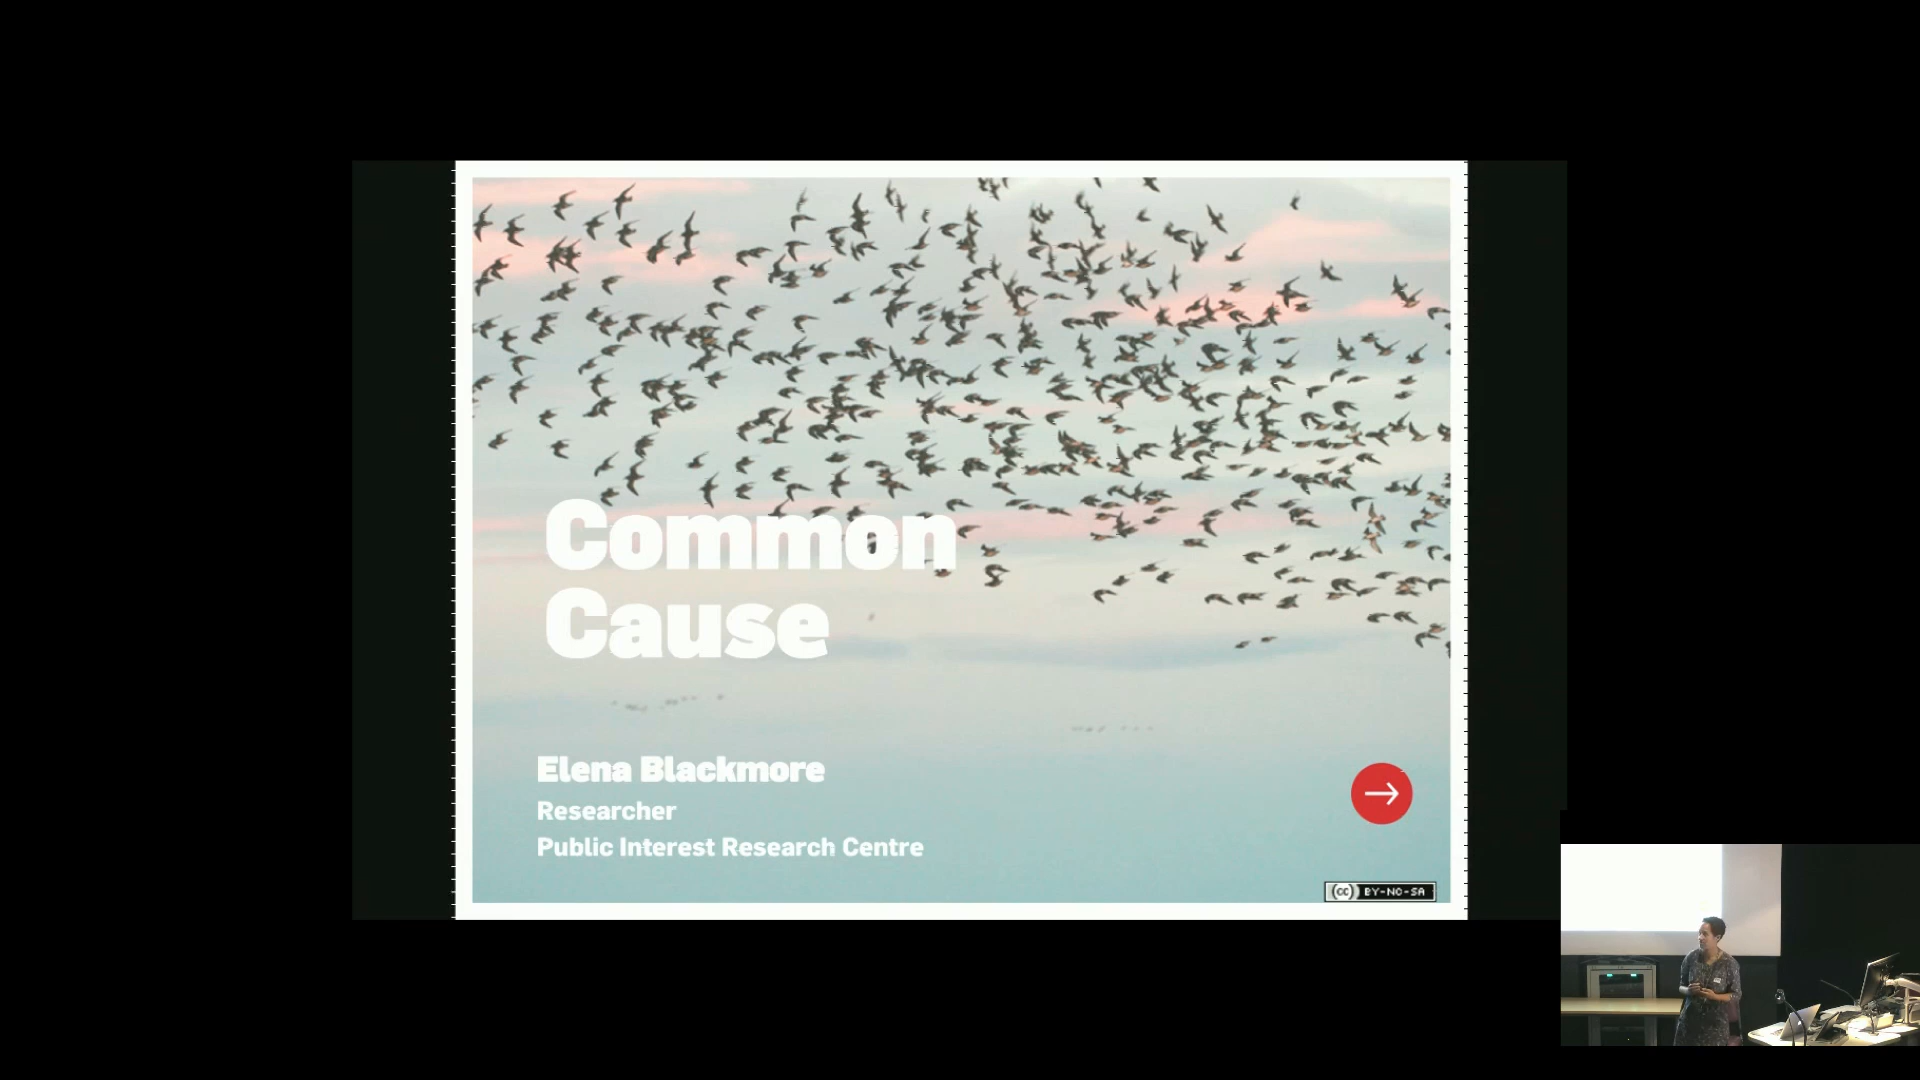 Common
Cause
Elena Blackmore
Researcher
Public Interest Research Centre
cc BY-NC-SA